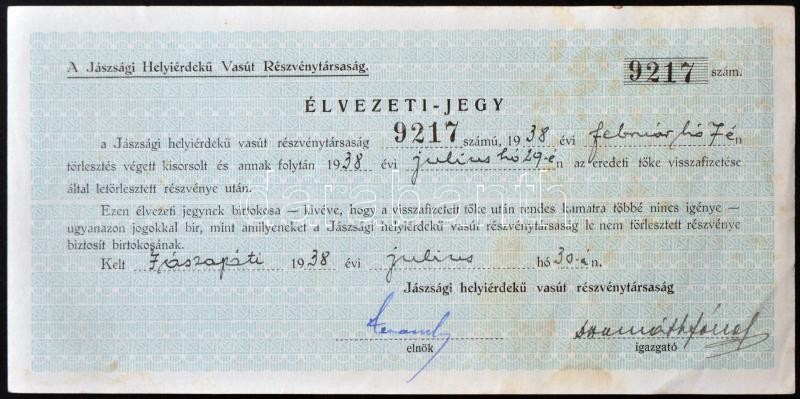 A Jászsági Helyiérdekű Vasút Részvénytársaság.
9217 szám.
ÉLVEZETI-JEGY
a Jászsági helyiérdekű vasút részvénytársaság 9217 számú, 1938 évi február hó 7-én
törlesztés végett kisorsolt és annak folytán 1938 évi julius hó 29-én az eredeti tőke visszafizetése
által letörlesztett részvénye után.
Ezen élvezeti jegynek birtokosa — kivéve, hogy a visszafizetett tőke után rendes kamatra többé nincs igénye —
ugyanazon jogokkal bir, mint amilyeneket a Jászsági helyiérdekű vasút részvénytársaság le nem törlesztett részvénye
biztosit birtokosának.
Kelt Jászapáti 1938 évi julius hó 30-án.
Jászsági helyiérdekű vasút részvénytársaság
elnök
igazgató
darabanth